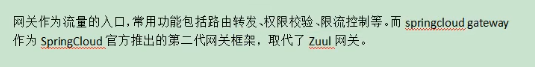 网关作为流量的入口,常用功能包括路由转发、权限校验、限流控制等。而 springcloud gateway
作为 SpringCloud 官方推出的第二代网关框架，取代了 Zuul 网关。